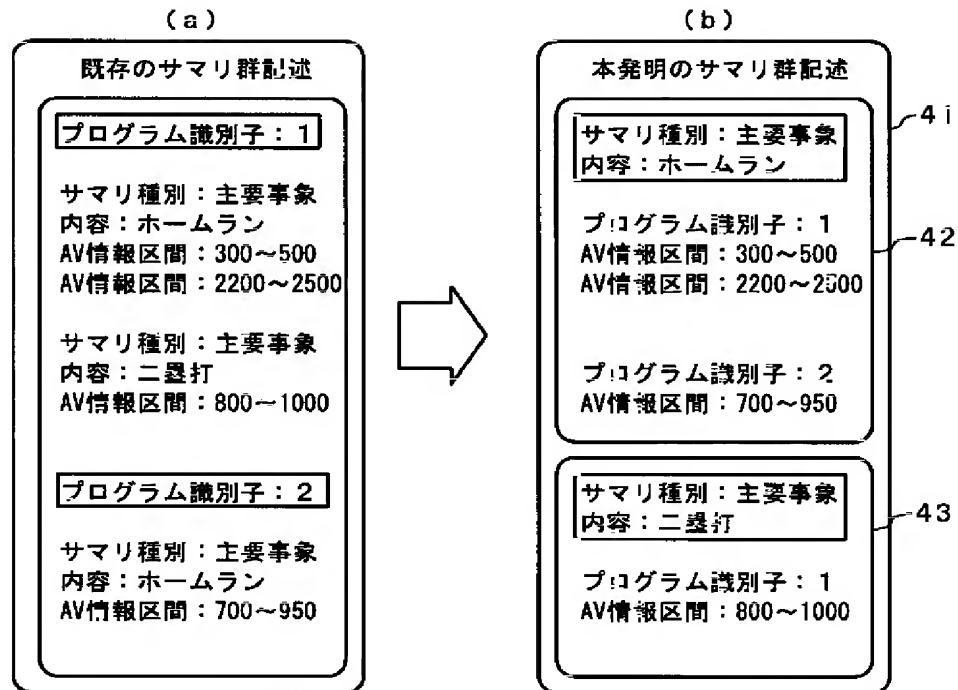 (a)
既存のサマリ群記述
プログラム識別子:1
サマリ種別:主要事象
内容:ホームラン
AV情報区間:300~500
AV情報区間:2200~2500
サマリ種別:主要事象
内容:二塁打
AV情報区間:800~1000
プログラム識別子:2
サマリ種別:主要事象
内容:ホームラン
AV情報区間:700~950
(b)
本発明のサマリ群記述
サマリ種別:主要事象
内容:ホームラン
プログラム識別子:1
AV情報区間:300~500
AV情報区間:2200~2500
プログラム識別子:2
AV情報区間:700~950
サマリ種別:主要事象
内容:二塁打
プログラム識別子:1
AV情報区間:800~1000
41
42
43